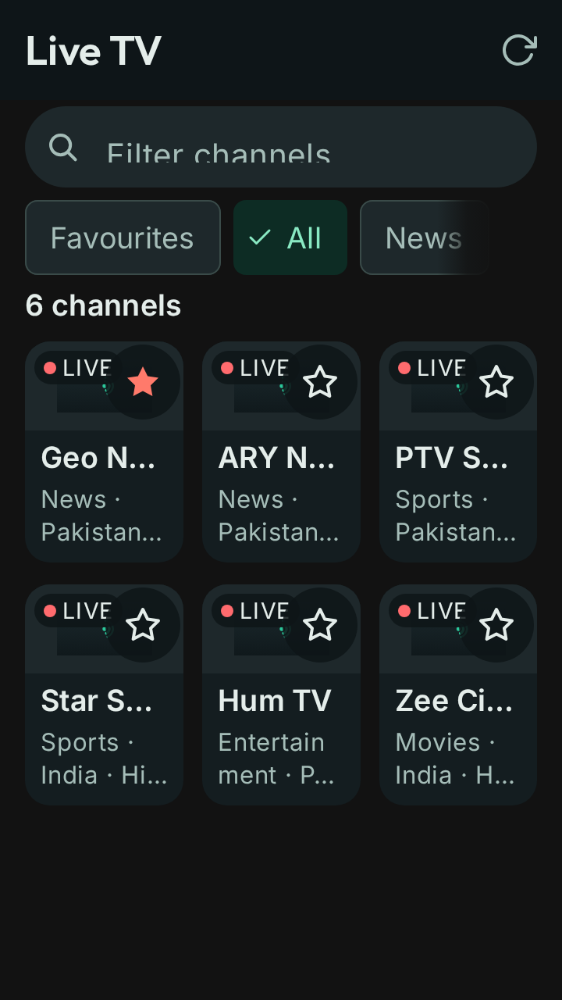 Live TV
Filter channels
Favourites
All
News
6 channels
LIVE
LIVE
LIVE
Geo N...
ARY N...
PTV S...
News ·
Pakistan...
News ·
Pakistan...
Sports ·
Pakistan...
LIVE
LIVE
LIVE
Star S...
Hum TV
Zee Ci...
Sports ·
India · Hi...
Entertain
ment · P...
Movies ·
India · H...